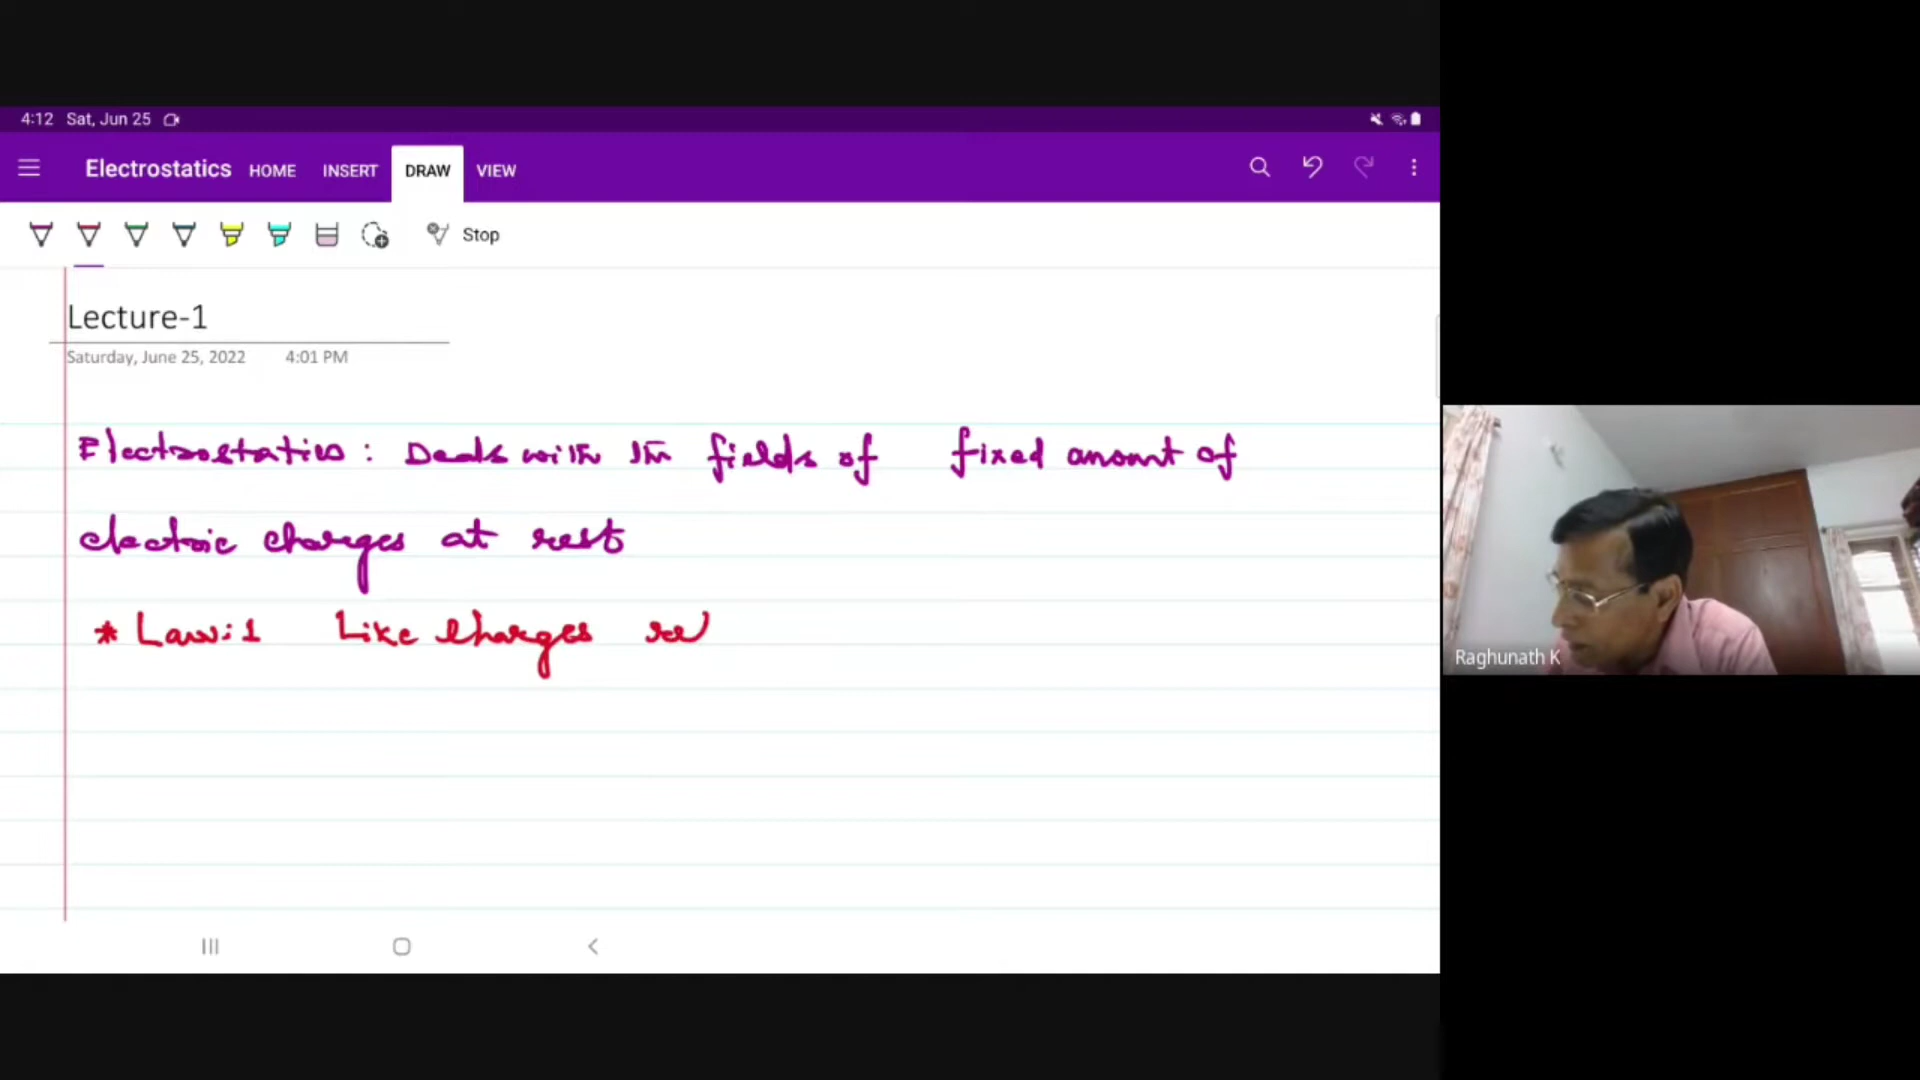 4:12 Sat, Jun 25
Electrostatics HOME INSERT DRAW VIEW
Stop
Lecture-1
Saturday, June 25, 2022 4:01 PM
Electrostatics : Deals with the fields of fixed amount of
electric charges at rest
* Law:1 Like charges re
Raghunath K